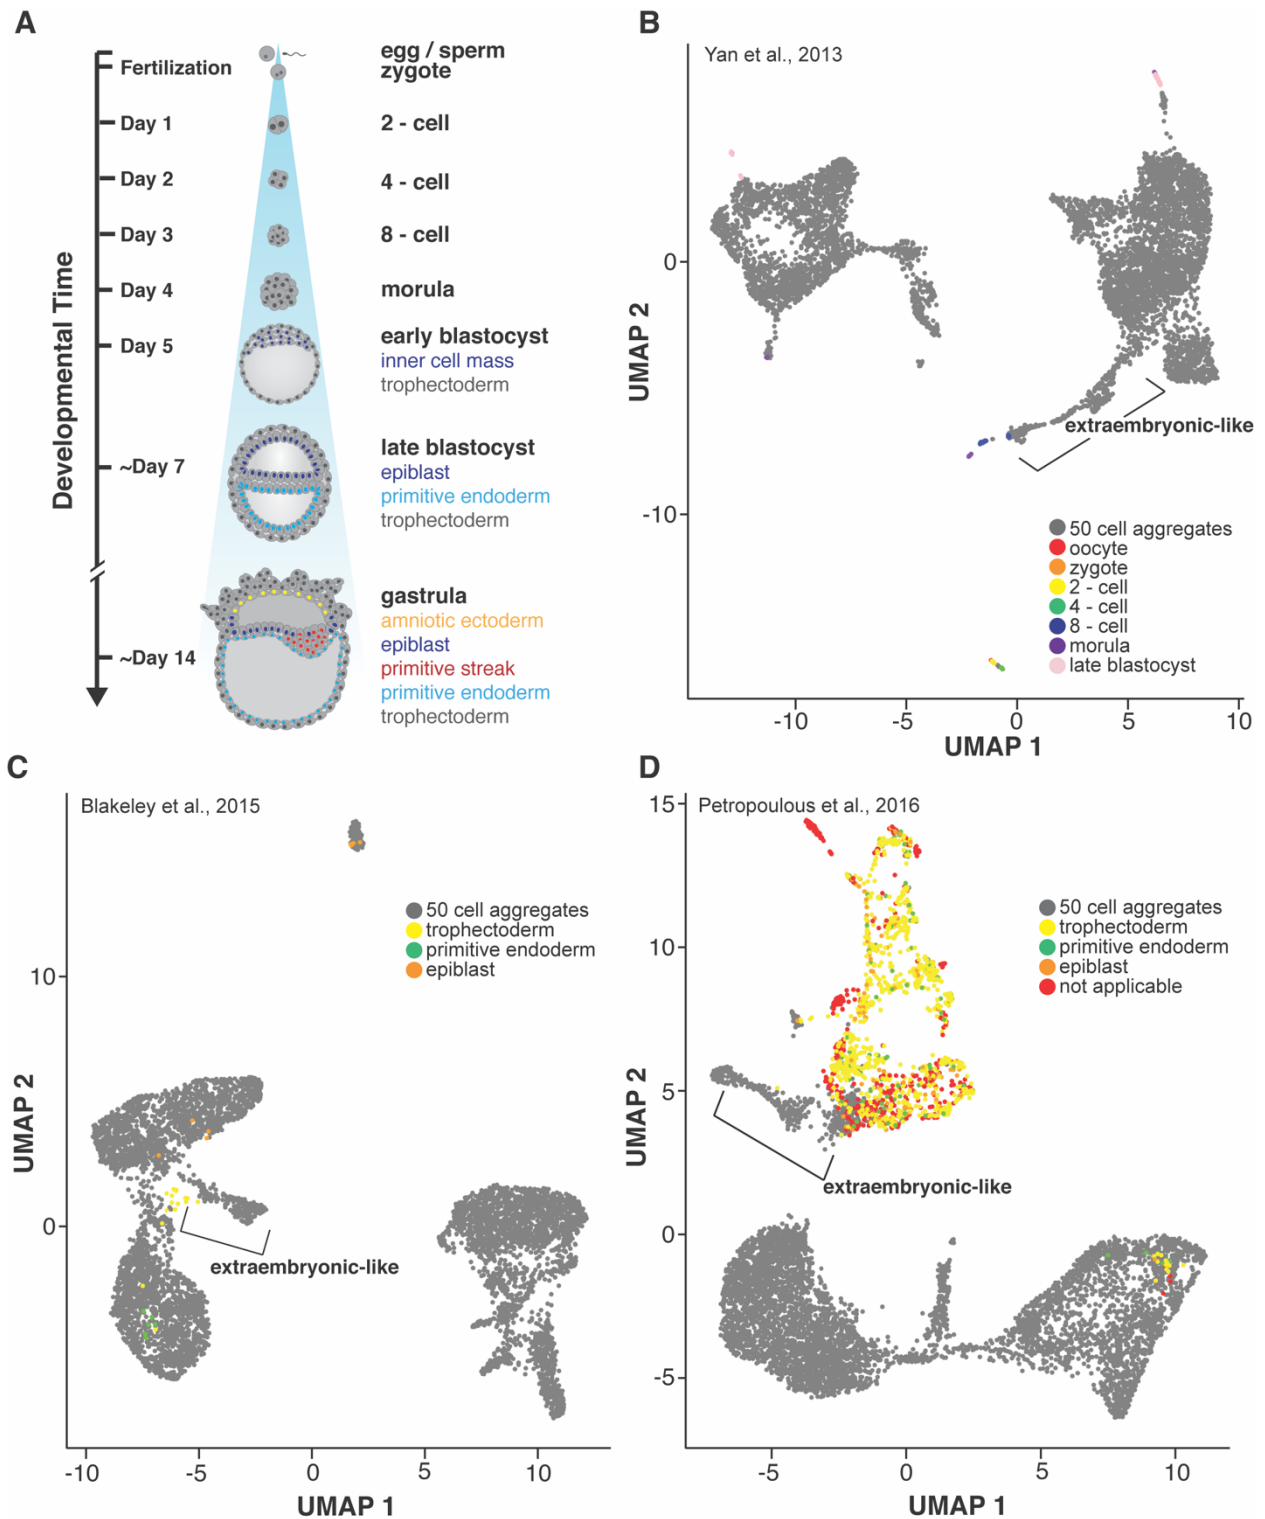 A
Developmental Time
egg / sperm
Fertilization
zygote
Day 1
2 - cell
Day 2
4 - cell
Day 3
8 - cell
Day 4
morula
Day 5
early blastocyst
inner cell mass
trophectoderm
~Day 7
late blastocyst
epiblast
primitive endoderm
trophectoderm
~Day 14
gastrula
amniotic ectoderm
epiblast
primitive streak
primitive endoderm
trophectoderm
B
Yan et al., 2013
UMAP 2
0
-10
extraembryonic-like
50 cell aggregates
oocyte
zygote
2 - cell
4 - cell
8 - cell
morula
late blastocyst
-10
-5
0
5
10
UMAP 1
C
Blakeley et al., 2015
50 cell aggregates
trophectoderm
primitive endoderm
epiblast
UMAP 2
10
0
extraembryonic-like
-10
-5
0
5
10
UMAP 1
D
Petropoulous et al., 2016
50 cell aggregates
trophectoderm
primitive endoderm
epiblast
not applicable
UMAP 2
15
10
5
0
-5
extraembryonic-like
-5
0
5
10
UMAP 1